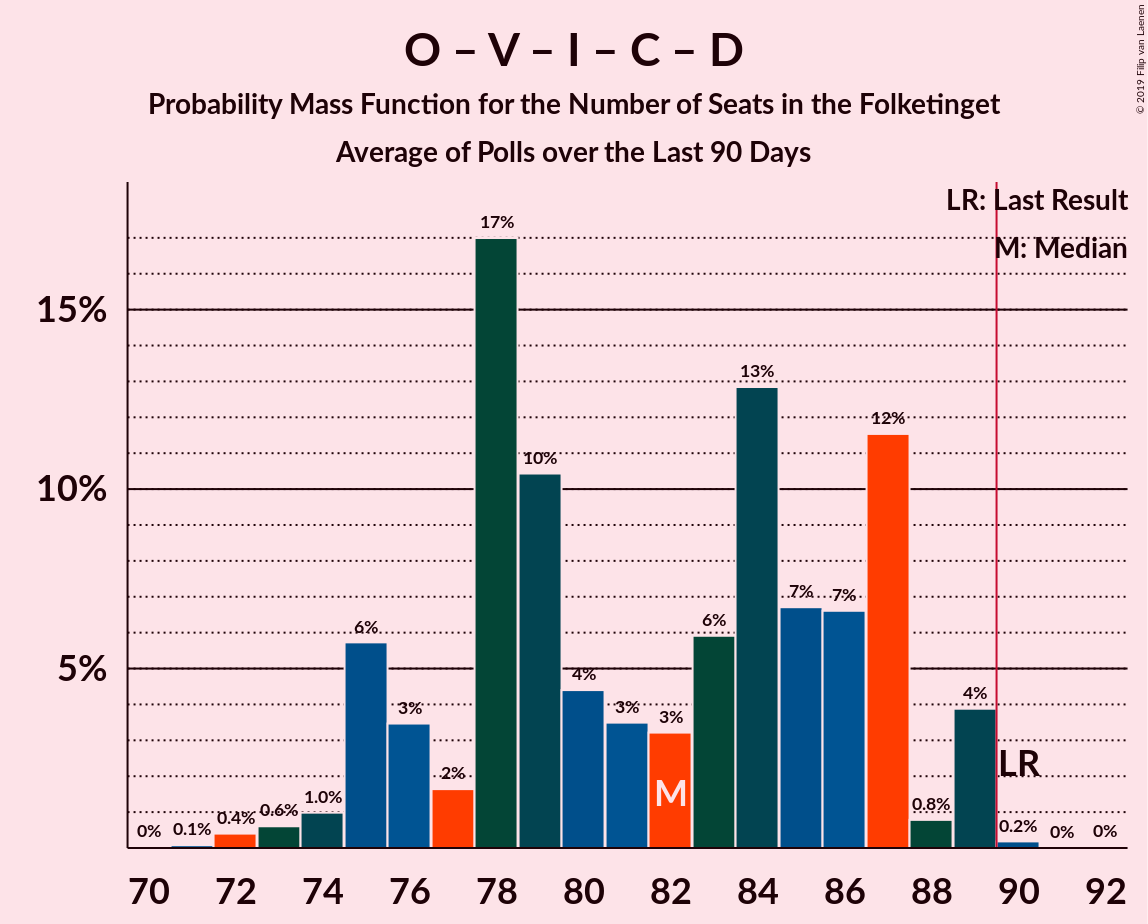 O – V – I – C – D
Probability Mass Function for the Number of Seats in the Folketinget
Average of Polls over the Last 90 Days
© 2019 Filip van Laenen
LR: Last Result
M: Median
17%
15%
13%
12%
10%
10%
7%
7%
6%
6%
5%
4%
4%
3%
3%
3%
2%
1.0%
0.8%
0.6%
0.4%
0.2%
0.1%
0%
0%
0%
LR
M
70 72 74 76 78 80 82 84 86 88 90 92